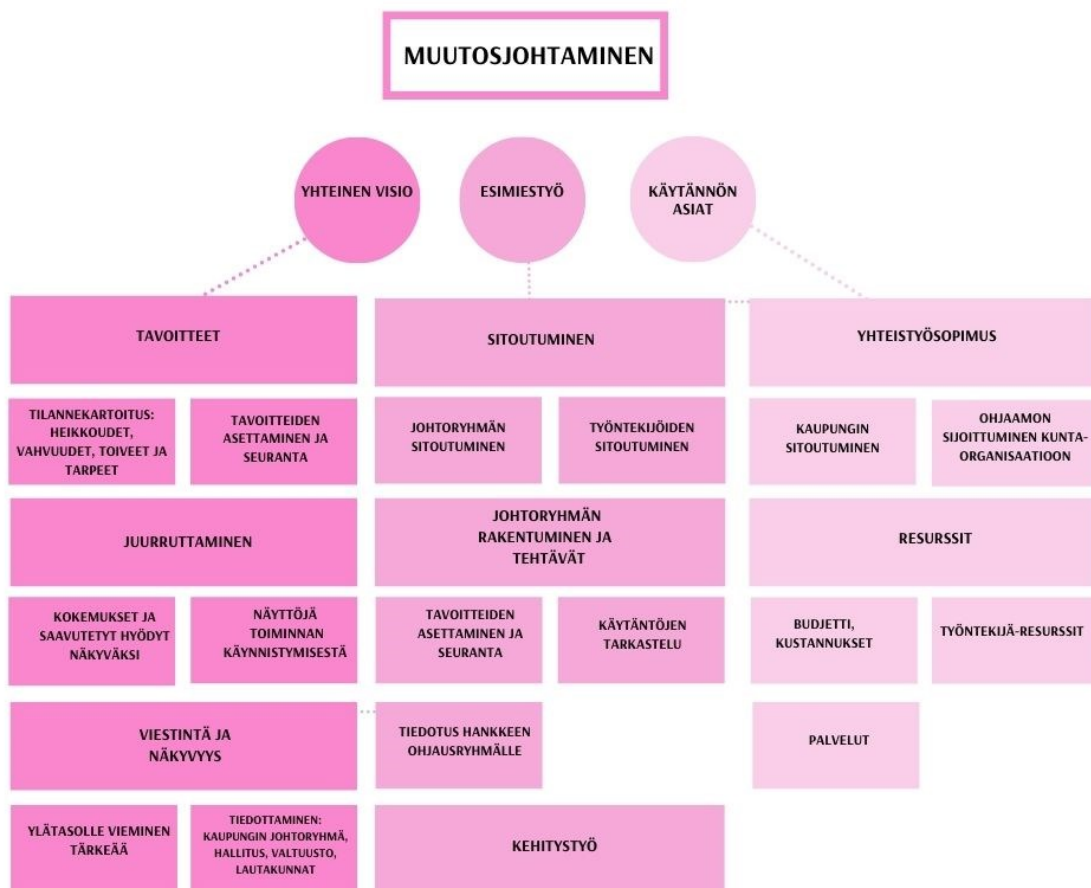 MUUTOSJOHTAMINEN
YHTEINEN VISIO
ESIMIESTYÖ
KÄYTÄNNÖN
ASIAT
TAVOITTEET
SITOUTUMINEN
YHTEISTYÖSOPIMUS
TILANNEKARTOITUS:
HEIKKOUDET,
VAHVUUDET, TOIVEET JA
TARPEET
TAVOITTEIDEN
ASETTAMINEN JA
SEURANTA
JOHTORYHMÄN
SITOUTUMINEN
TYÖNTEKIJÖIDEN
SITOUTUMINEN
KAUPUNGIN
SITOUTUMINEN
OHJAAMON
SIJOITTUMINEN KUNTA-
ORGANISAATIOON
JUURRUTTAMINEN
JOHTORYHMÄN
RAKENTUMINEN JA
TEHTÄVÄT
RESURSSIT
KOKEMUKSET JA
SAAVUTETYT HYÖDYT
NÄKYVÄKSI
NÄYTTÖJÄ
TOIMINNAN
KÄYNNISTYMISESTÄ
TAVOITTEIDEN
ASETTAMINEN JA
SEURANTA
KÄYTÄNTÖJEN
TARKASTELU
BUDJETTI,
KUSTANNUKSET
TYÖNTEKIJÄ-RESURSSIT
VIESTINTÄ JA
NÄKYVYYS
TIEDOTUS HANKKEEN
OHJAUSRYHMÄLLE
PALVELUT
YLÄTASOLLE VIEMINEN
TÄRKEÄÄ
TIEDOTTAMINEN:
KAUPUNGIN JOHTORYHMÄ,
HALLITUS, VALTUUSTO,
LAUTAKUNNAT
KEHITYSTYÖ